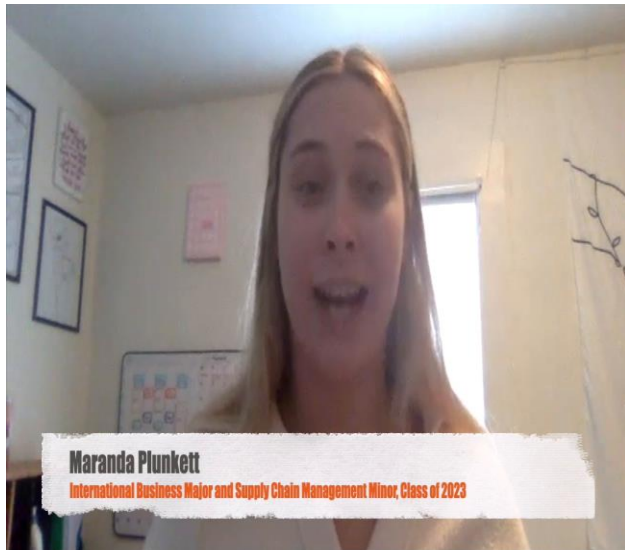 Maranda Plunkett
International Business Major and Supply Chain Management Minor, Class of 2023